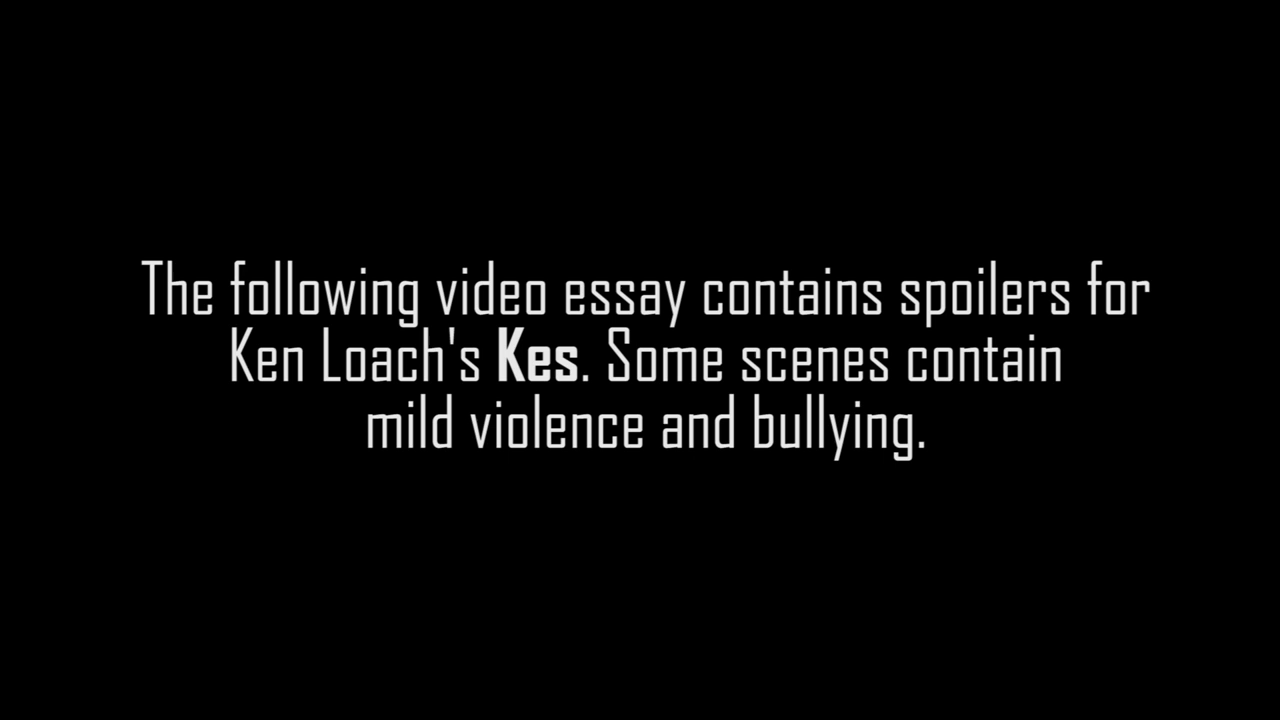 The following video essay contains spoilers for
Ken Loach's Kes. Some scenes contain
mild violence and bullying.